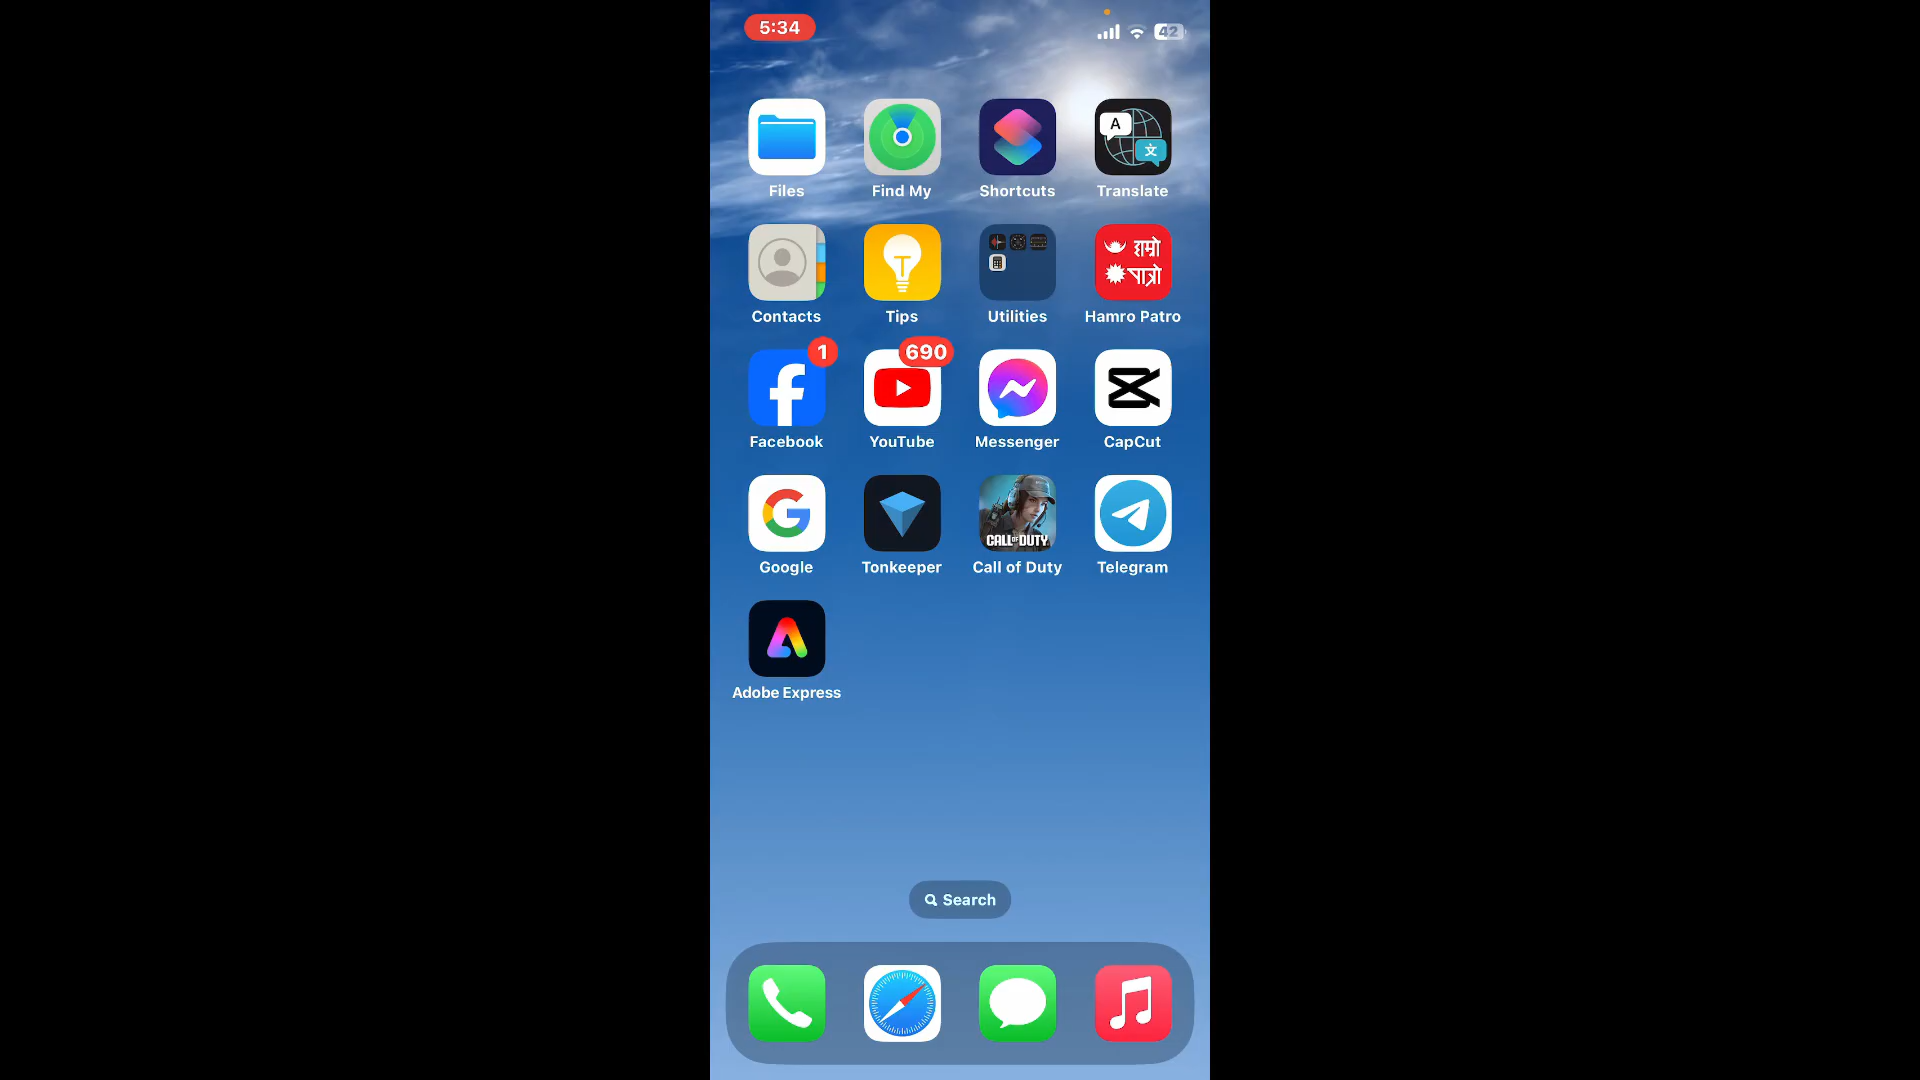 5:34
42
A
文
Files
Find My
Shortcuts
Translate
हाम्रो
पात्रो
Contacts
Tips
Utilities
Hamro Patro
1
690
Facebook
YouTube
Messenger
CapCut
CALL OF DUTY
Google
Tonkeeper
Call of Duty
Telegram
Adobe Express
Search